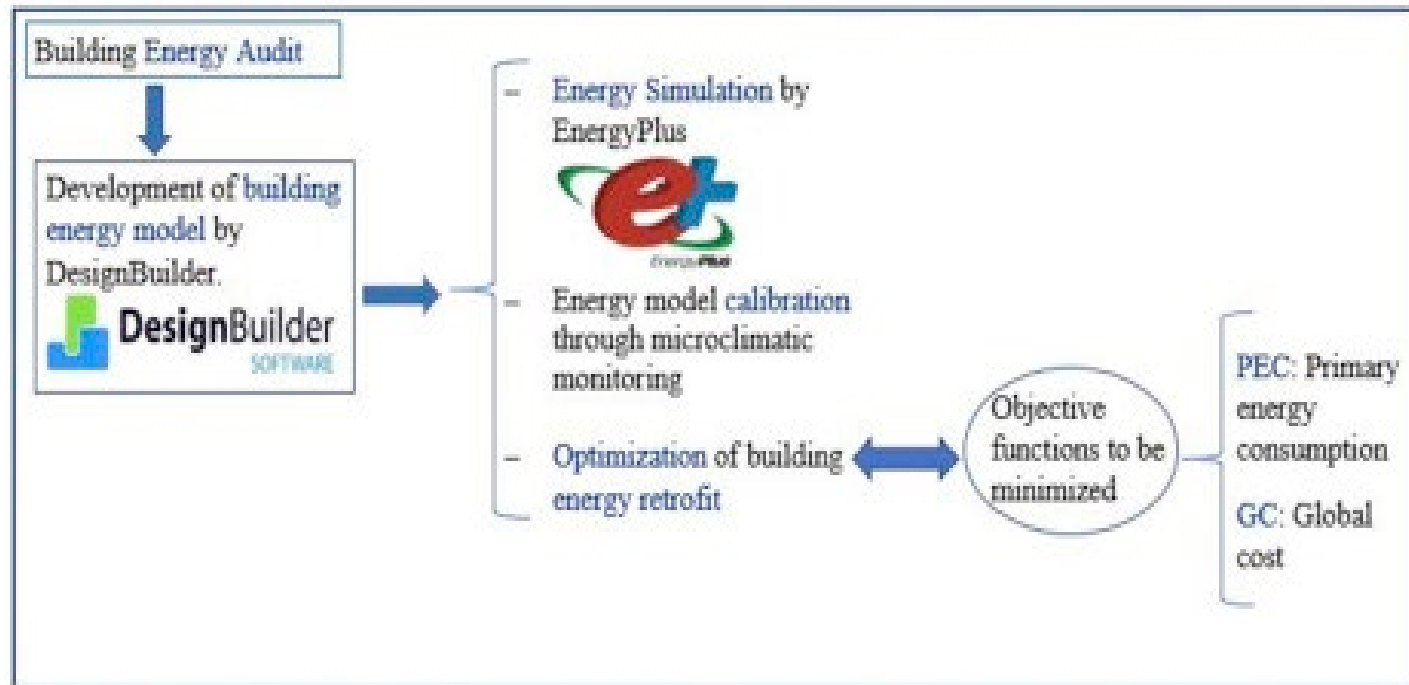 Building Energy Audit
Development of building
energy model by
DesignBuilder.
DesignBuilder
SOFTWARE
– Energy Simulation by
EnergyPlus
e+
EnergyPlus
– Energy model calibration
through microclimatic
monitoring
– Optimization of building
energy retrofit
Objective
functions to be
minimized
PEC: Primary
energy
consumption
GC: Global
cost